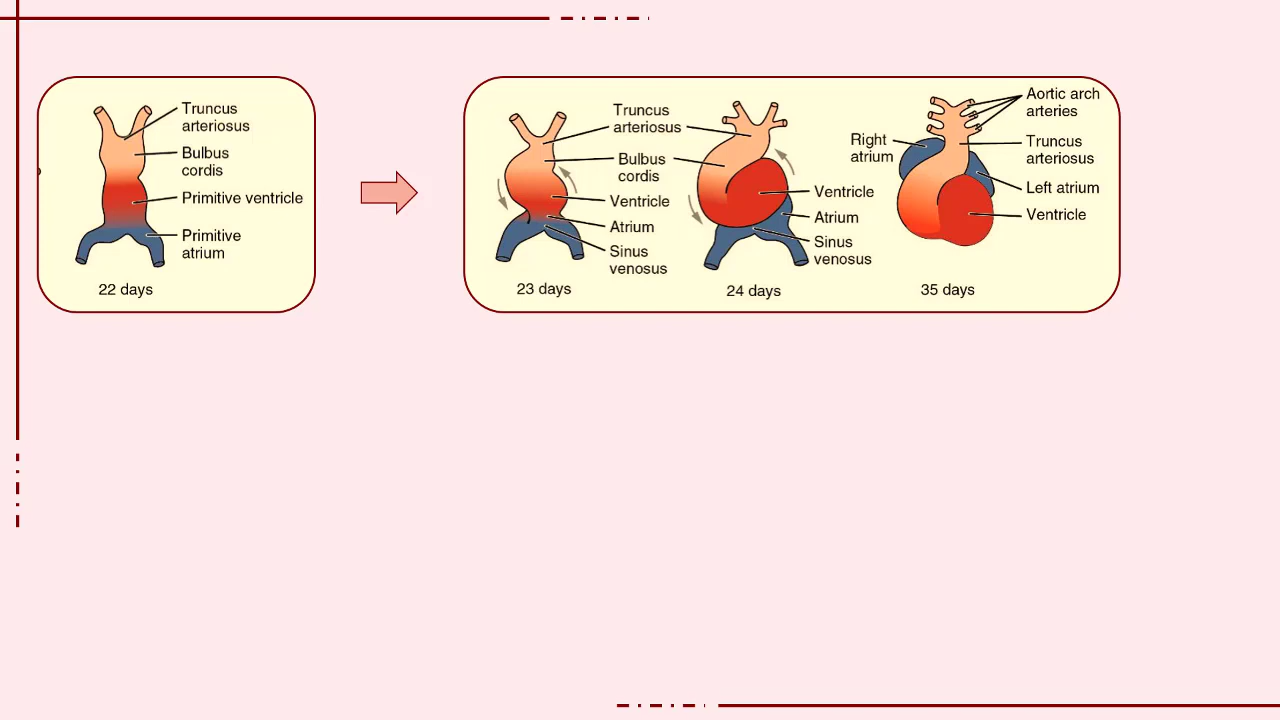 Truncus
arteriosus
Bulbus
cordis
Primitive ventricle
Primitive
atrium
22 days
Truncus
arteriosus
Bulbus
cordis
Ventricle
Atrium
Sinus
venosus
23 days
Ventricle
Atrium
Sinus
venosus
24 days
Right
atrium
Aortic arch
arteries
Truncus
arteriosus
Left atrium
Ventricle
35 days